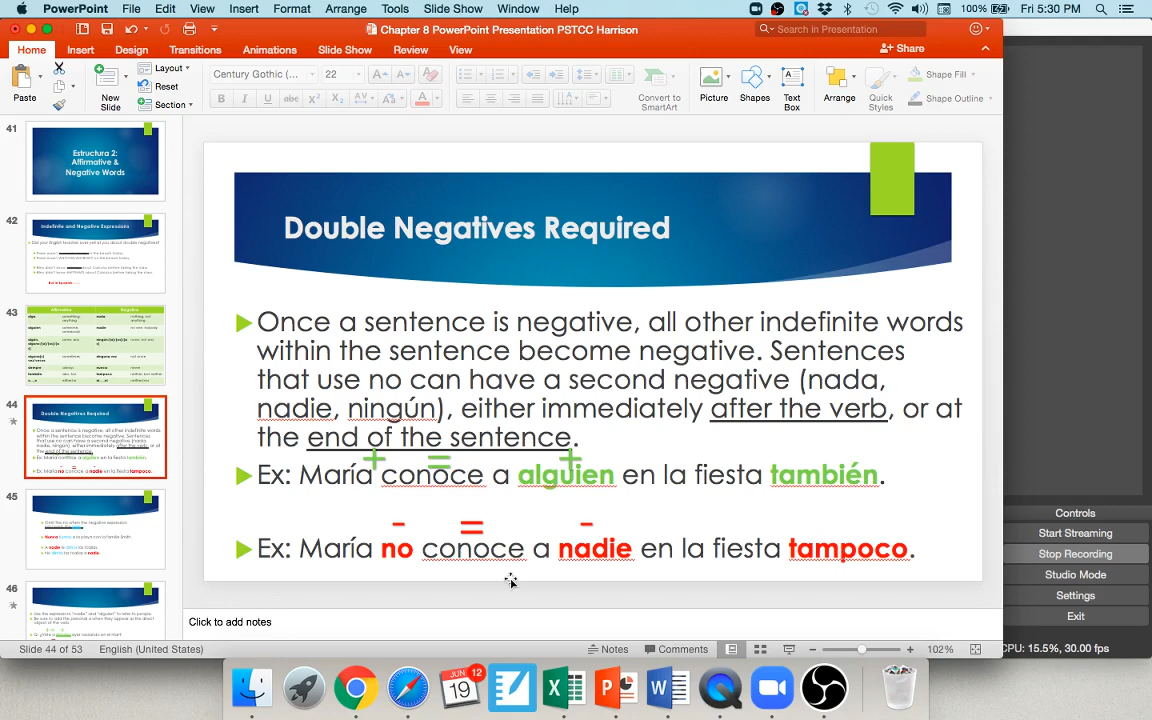 PowerPoint File Edit View Insert Format Arrange Tools Slide Show Window Help 100% Fri 5:30 PM
Chapter 8 PowerPoint Presentation PSTCC Harrison
Search in Presentation
Home Insert Design Transitions Animations Slide Show Review View
Share
Paste
New Slide
Layout
Reset
Section
Century Gothic (... 22
Convert to SmartArt
Picture
Shapes
Text Box
Arrange
Quick Styles
Shape Fill
Shape Outline
41
Estructura 2:
Affirmative &
Negative Words
42
Indefinite and Negative Expressions
43
Affirmative Negative
44
Double Negatives Required
45
46
Double Negatives Required
Once a sentence is negative, all other indefinite words
within the sentence become negative. Sentences
that use no can have a second negative (nada,
nadie, ningún), either immediately after the verb, or at
the end of the sentence.
+ = +
Ex: María conoce a alguien en la fiesta también.
- = -
Ex: María no conoce a nadie en la fiesta tampoco.
Click to add notes
Slide 44 of 53 English (United States)
Notes Comments 102%
Controls
Start Streaming
Stop Recording
Studio Mode
Settings
Exit
CPU: 15.5%, 30.00 fps
JUN 12
19